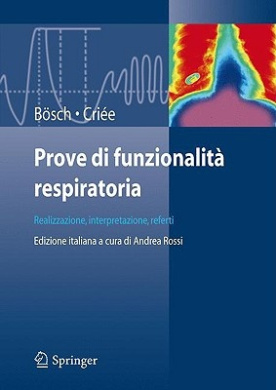 Bösch · Criée
Prove di funzionalità
respiratoria
Realizzazione, interpretazione, referti
Edizione italiana a cura di Andrea Rossi
Springer